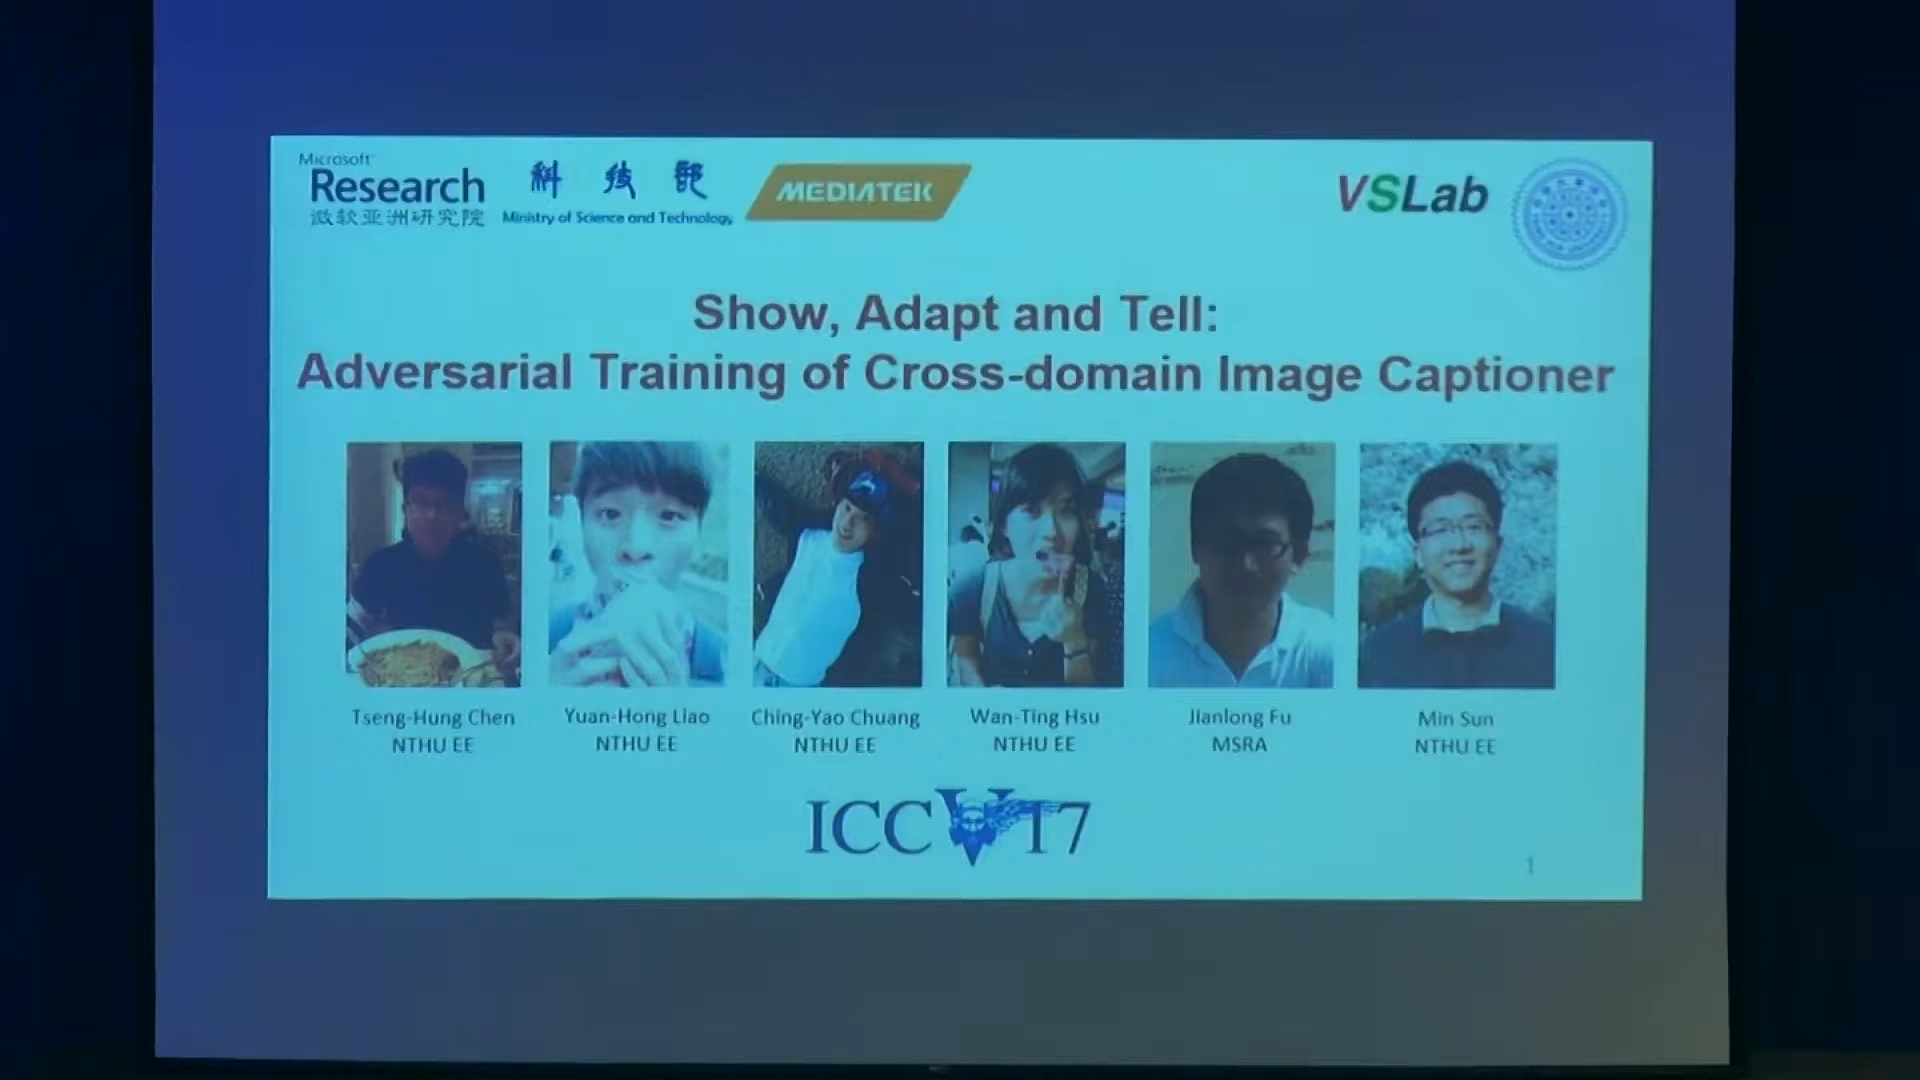 Microsoft
Research
微软亚洲研究院
科技部
Ministry of Science and Technology
MEDIATEK
VSLab
Show, Adapt and Tell:
Adversarial Training of Cross-domain Image Captioner
Tseng-Hung Chen
NTHU EE
Yuan-Hong Liao
NTHU EE
Ching-Yao Chuang
NTHU EE
Wan-Ting Hsu
NTHU EE
Jianlong Fu
MSRA
Min Sun
NTHU EE
ICCV17
1